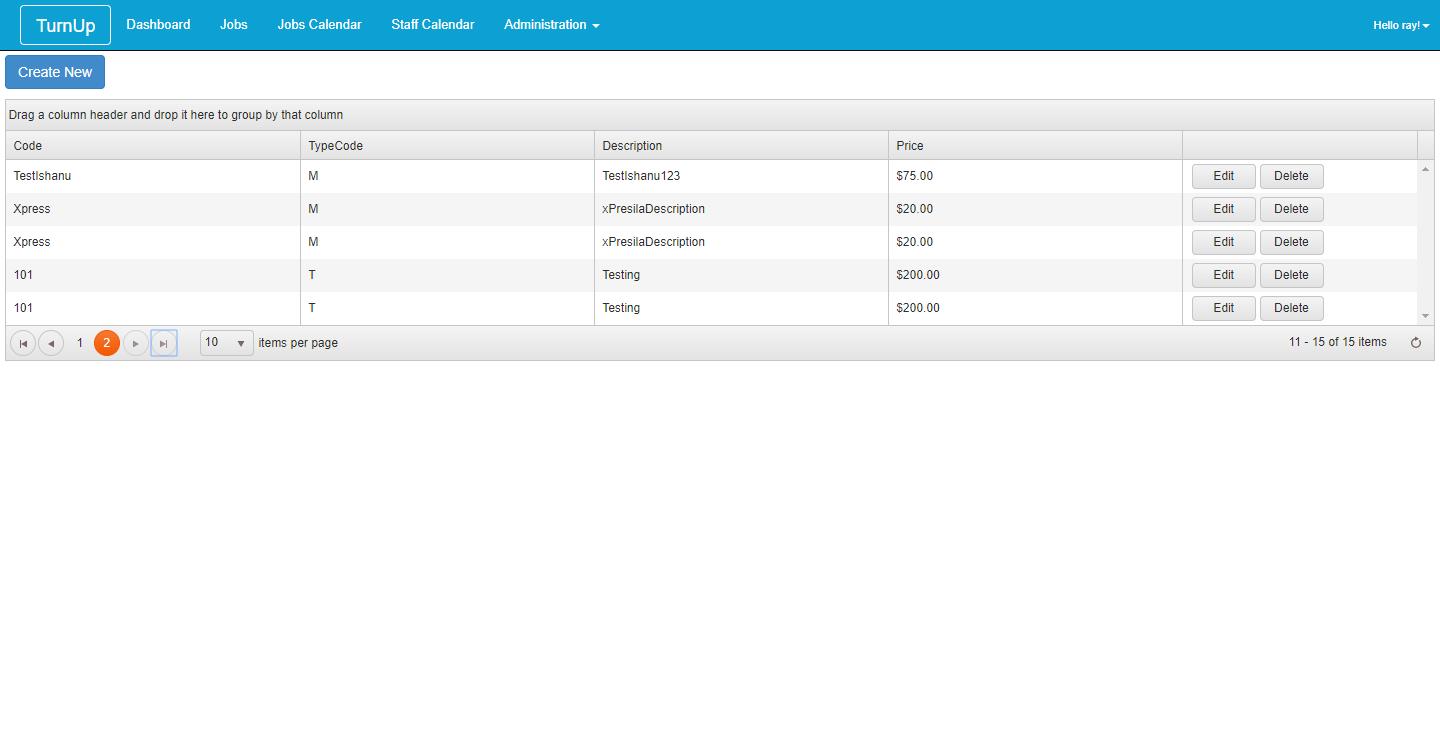 TurnUp Dashboard Jobs Jobs Calendar Staff Calendar Administration Hello ray!
Create New
Drag a column header and drop it here to group by that column
Code TypeCode Description Price
TestIshanu M TestIshanu123 $75.00 Edit Delete
Xpress M xPresilaDescription $20.00 Edit Delete
Xpress M xPresilaDescription $20.00 Edit Delete
101 T Testing $200.00 Edit Delete
101 T Testing $200.00 Edit Delete
1 2 10 items per page 11 - 15 of 15 items